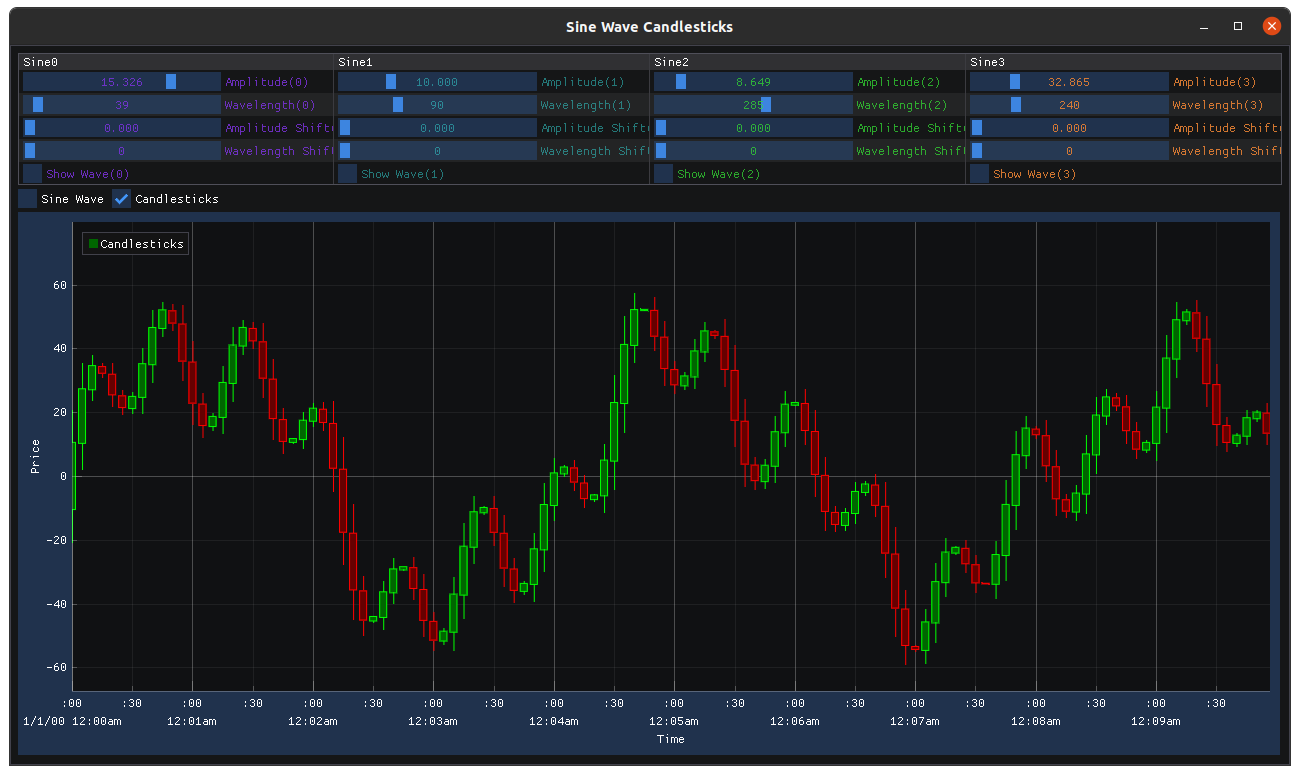 Sine Wave Candlesticks
Sine0 Sine1 Sine2 Sine3
15.326 Amplitude(0) 10.000 Amplitude(1) 8.649 Amplitude(2) 32.865 Amplitude(3)
39 Wavelength(0) 90 Wavelength(1) 285 Wavelength(2) 240 Wavelength(3)
0.000 Amplitude Shift 0.000 Amplitude Shift( 0.000 Amplitude Shift( 0.000 Amplitude Shift(
0 Wavelength Shif 0 Wavelength Shif 0 Wavelength Shif 0 Wavelength Shif
Show Wave(0) Show Wave(1) Show Wave(2) Show Wave(3)
Sine Wave Candlesticks
Candlesticks
60
40
20
0
-20
-40
-60
Price
:00 :30 :00 :30 :00 :30 :00 :30 :00 :30 :00 :30 :00 :30 :00 :30 :00 :30 :00 :30
1/1/00 12:00am 12:01am 12:02am 12:03am 12:04am 12:05am 12:06am 12:07am 12:08am 12:09am
Time